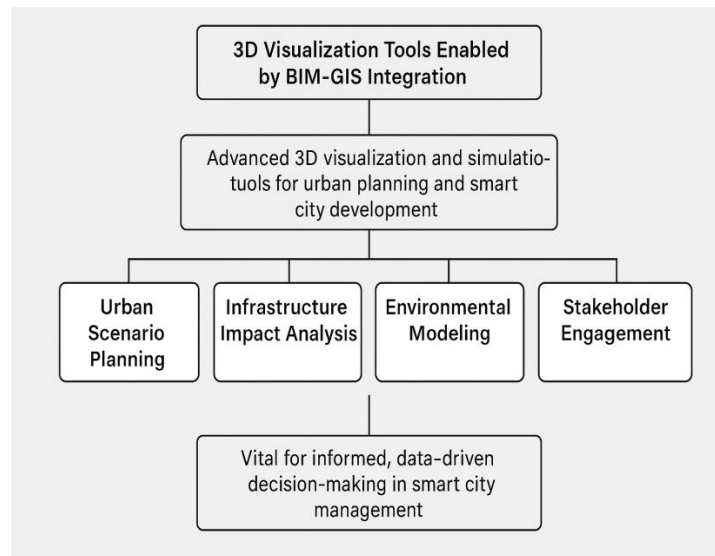 3D Visualization Tools Enabled
by BIM-GIS Integration
Advanced 3D visualization and simulatio-
tuols for urban planning and smart
city development
Urban
Scenario
Planning
Infrastructure
Impact Analysis
Environmental
Modeling
Stakeholder
Engagement
Vital for informed, data-driven
decision-making in smart city
management